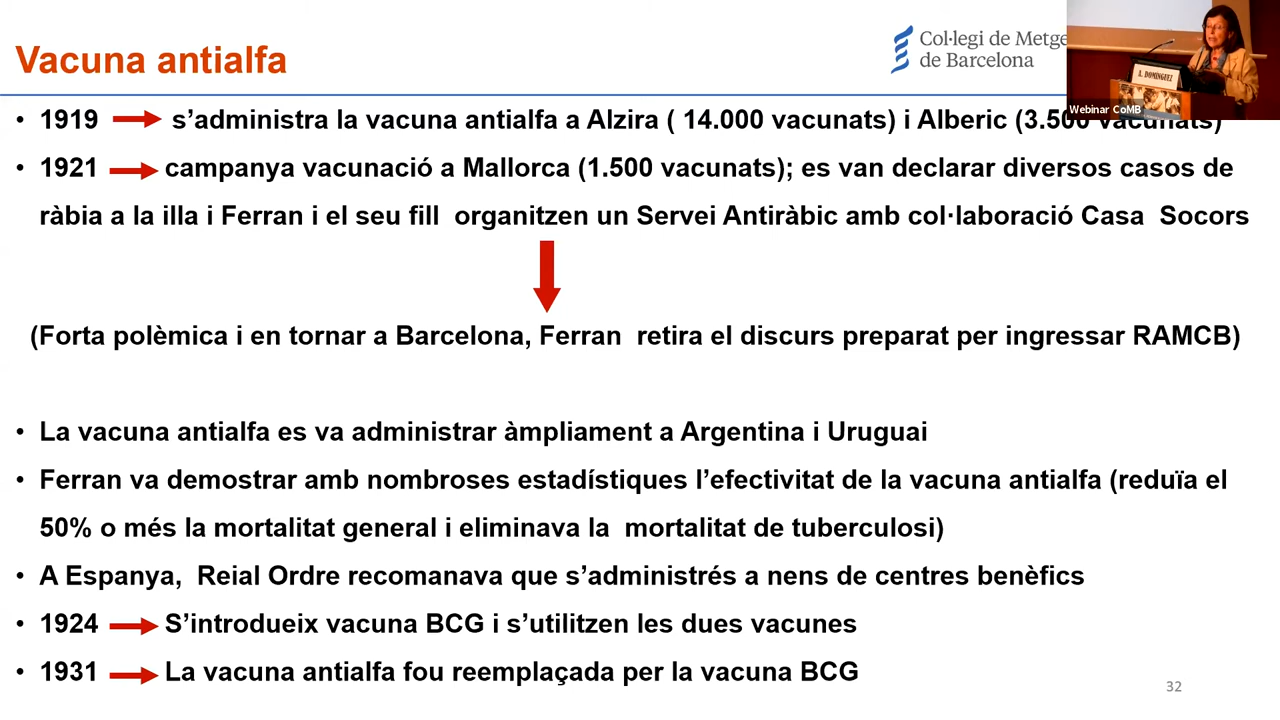 Vacuna antialfa
Col·legi de Metge
de Barcelona
A. DOMINGUEZ
Webinar CoMB
• 1919 s’administra la vacuna antialfa a Alzira ( 14.000 vacunats) i Alberic (3.500 vacunats)
• 1921 campanya vacunació a Mallorca (1.500 vacunats); es van declarar diversos casos de
ràbia a la illa i Ferran i el seu fill organitzen un Servei Antiràbic amb col·laboració Casa Socors
(Forta polèmica i en tornar a Barcelona, Ferran retira el discurs preparat per ingressar RAMCB)
• La vacuna antialfa es va administrar àmpliament a Argentina i Uruguai
• Ferran va demostrar amb nombroses estadístiques l’efectivitat de la vacuna antialfa (reduïa el
50% o més la mortalitat general i eliminava la mortalitat de tuberculosi)
• A Espanya, Reial Ordre recomanava que s’administrés a nens de centres benèfics
• 1924 S’introdueix vacuna BCG i s’utilitzen les dues vacunes
• 1931 La vacuna antialfa fou reemplaçada per la vacuna BCG
32